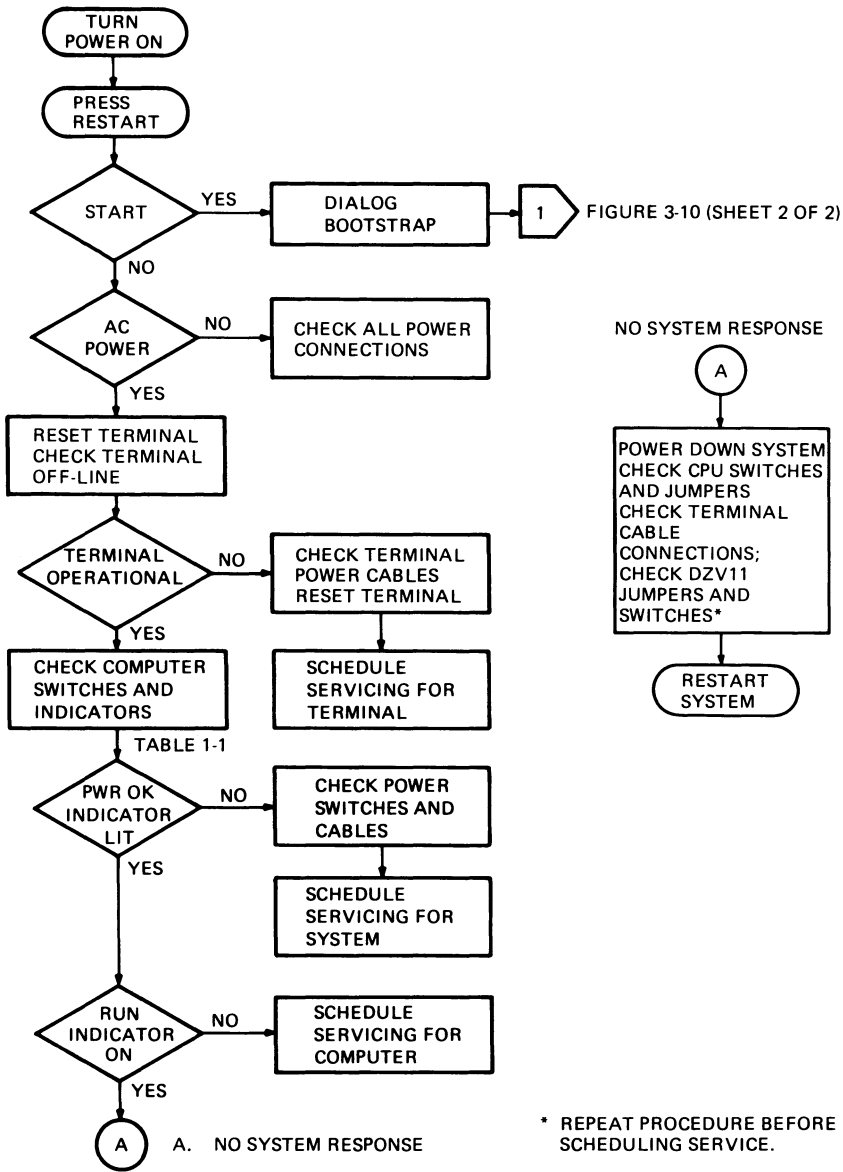 TURN
POWER ON
PRESS
RESTART
START
YES
DIALOG
BOOTSTRAP
1
FIGURE 3-10 (SHEET 2 OF 2)
NO
AC
POWER
NO
CHECK ALL POWER
CONNECTIONS
YES
RESET TERMINAL
CHECK TERMINAL
OFF-LINE
TERMINAL
OPERATIONAL
NO
CHECK TERMINAL
POWER CABLES
RESET TERMINAL
SCHEDULE
SERVICING FOR
TERMINAL
YES
CHECK COMPUTER
SWITCHES AND
INDICATORS
TABLE 1-1
PWR OK
INDICATOR
LIT
NO
CHECK POWER
SWITCHES AND
CABLES
SCHEDULE
SERVICING FOR
SYSTEM
YES
RUN
INDICATOR
ON
NO
SCHEDULE
SERVICING FOR
COMPUTER
YES
A
A. NO SYSTEM RESPONSE
NO SYSTEM RESPONSE
A
POWER DOWN SYSTEM
CHECK CPU SWITCHES
AND JUMPERS
CHECK TERMINAL
CABLE
CONNECTIONS;
CHECK DZV11
JUMPERS AND
SWITCHES*
RESTART
SYSTEM
* REPEAT PROCEDURE BEFORE
SCHEDULING SERVICE.